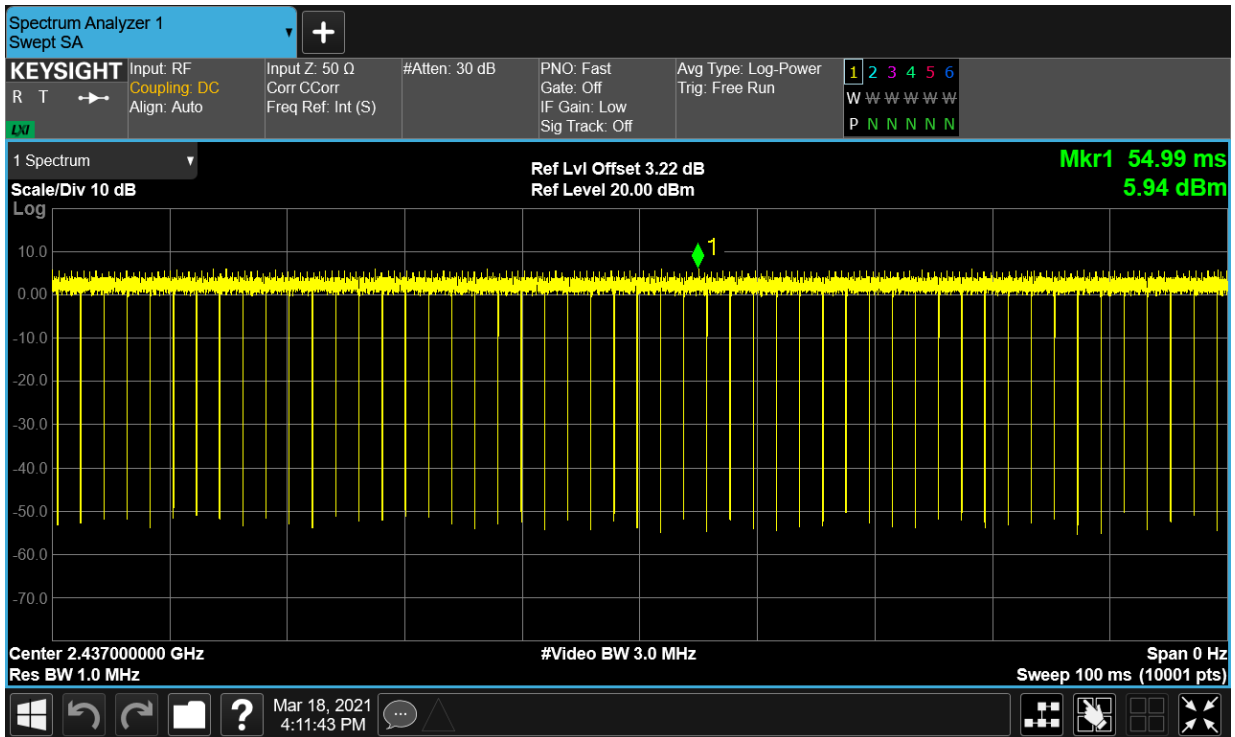 Spectrum Analyzer 1
Swept SA
+
KEYSIGHT Input: RF Input Z: 50 Ω #Atten: 30 dB PNO: Fast Avg Type: Log-Power 1 2 3 4 5 6
R T Coupling: DC Corr CCorr Gate: Off Trig: Free Run W W W W W W
Align: Auto Freq Ref: Int (S) IF Gain: Low P N N N N N
LXI Sig Track: Off
1 Spectrum Ref Lvl Offset 3.22 dB Mkr1 54.99 ms
Scale/Div 10 dB Ref Level 20.00 dBm 5.94 dBm
Log
1
10.0
0.00
-10.0
-20.0
-30.0
-40.0
-50.0
-60.0
-70.0
Center 2.437000000 GHz #Video BW 3.0 MHz Span 0 Hz
Res BW 1.0 MHz Sweep 100 ms (10001 pts)
? Mar 18, 2021
4:11:43 PM